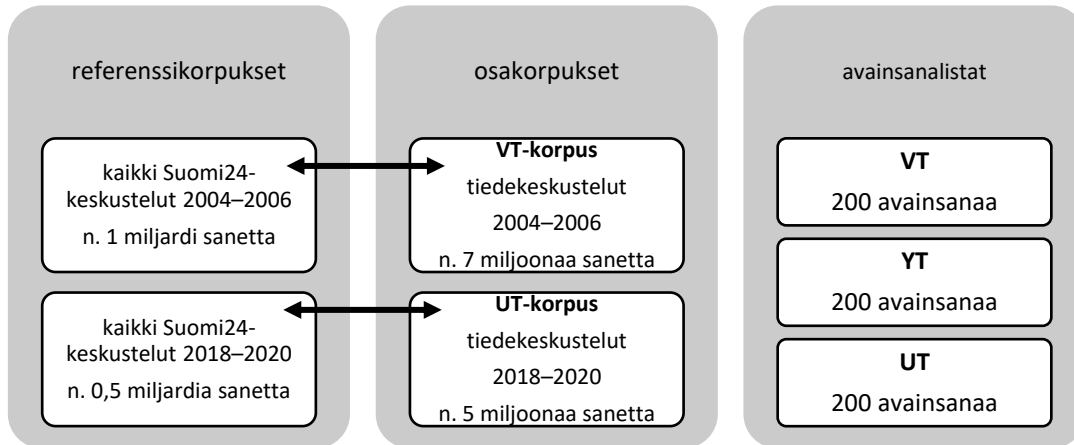 referenssikorpukset
kaikki Suomi24-
keskustelut 2004–2006
n. 1 miljardi sanetta
kaikki Suomi24-
keskustelut 2018–2020
n. 0,5 miljardia sanetta
osakorpukset
VT-korpus
tiedekeskustelut
2004–2006
n. 7 miljoonaa sanetta
UT-korpus
tiedekeskustelut
2018–2020
n. 5 miljoonaa sanetta
avainsanalistat
VT
200 avainsanaa
YT
200 avainsanaa
UT
200 avainsanaa